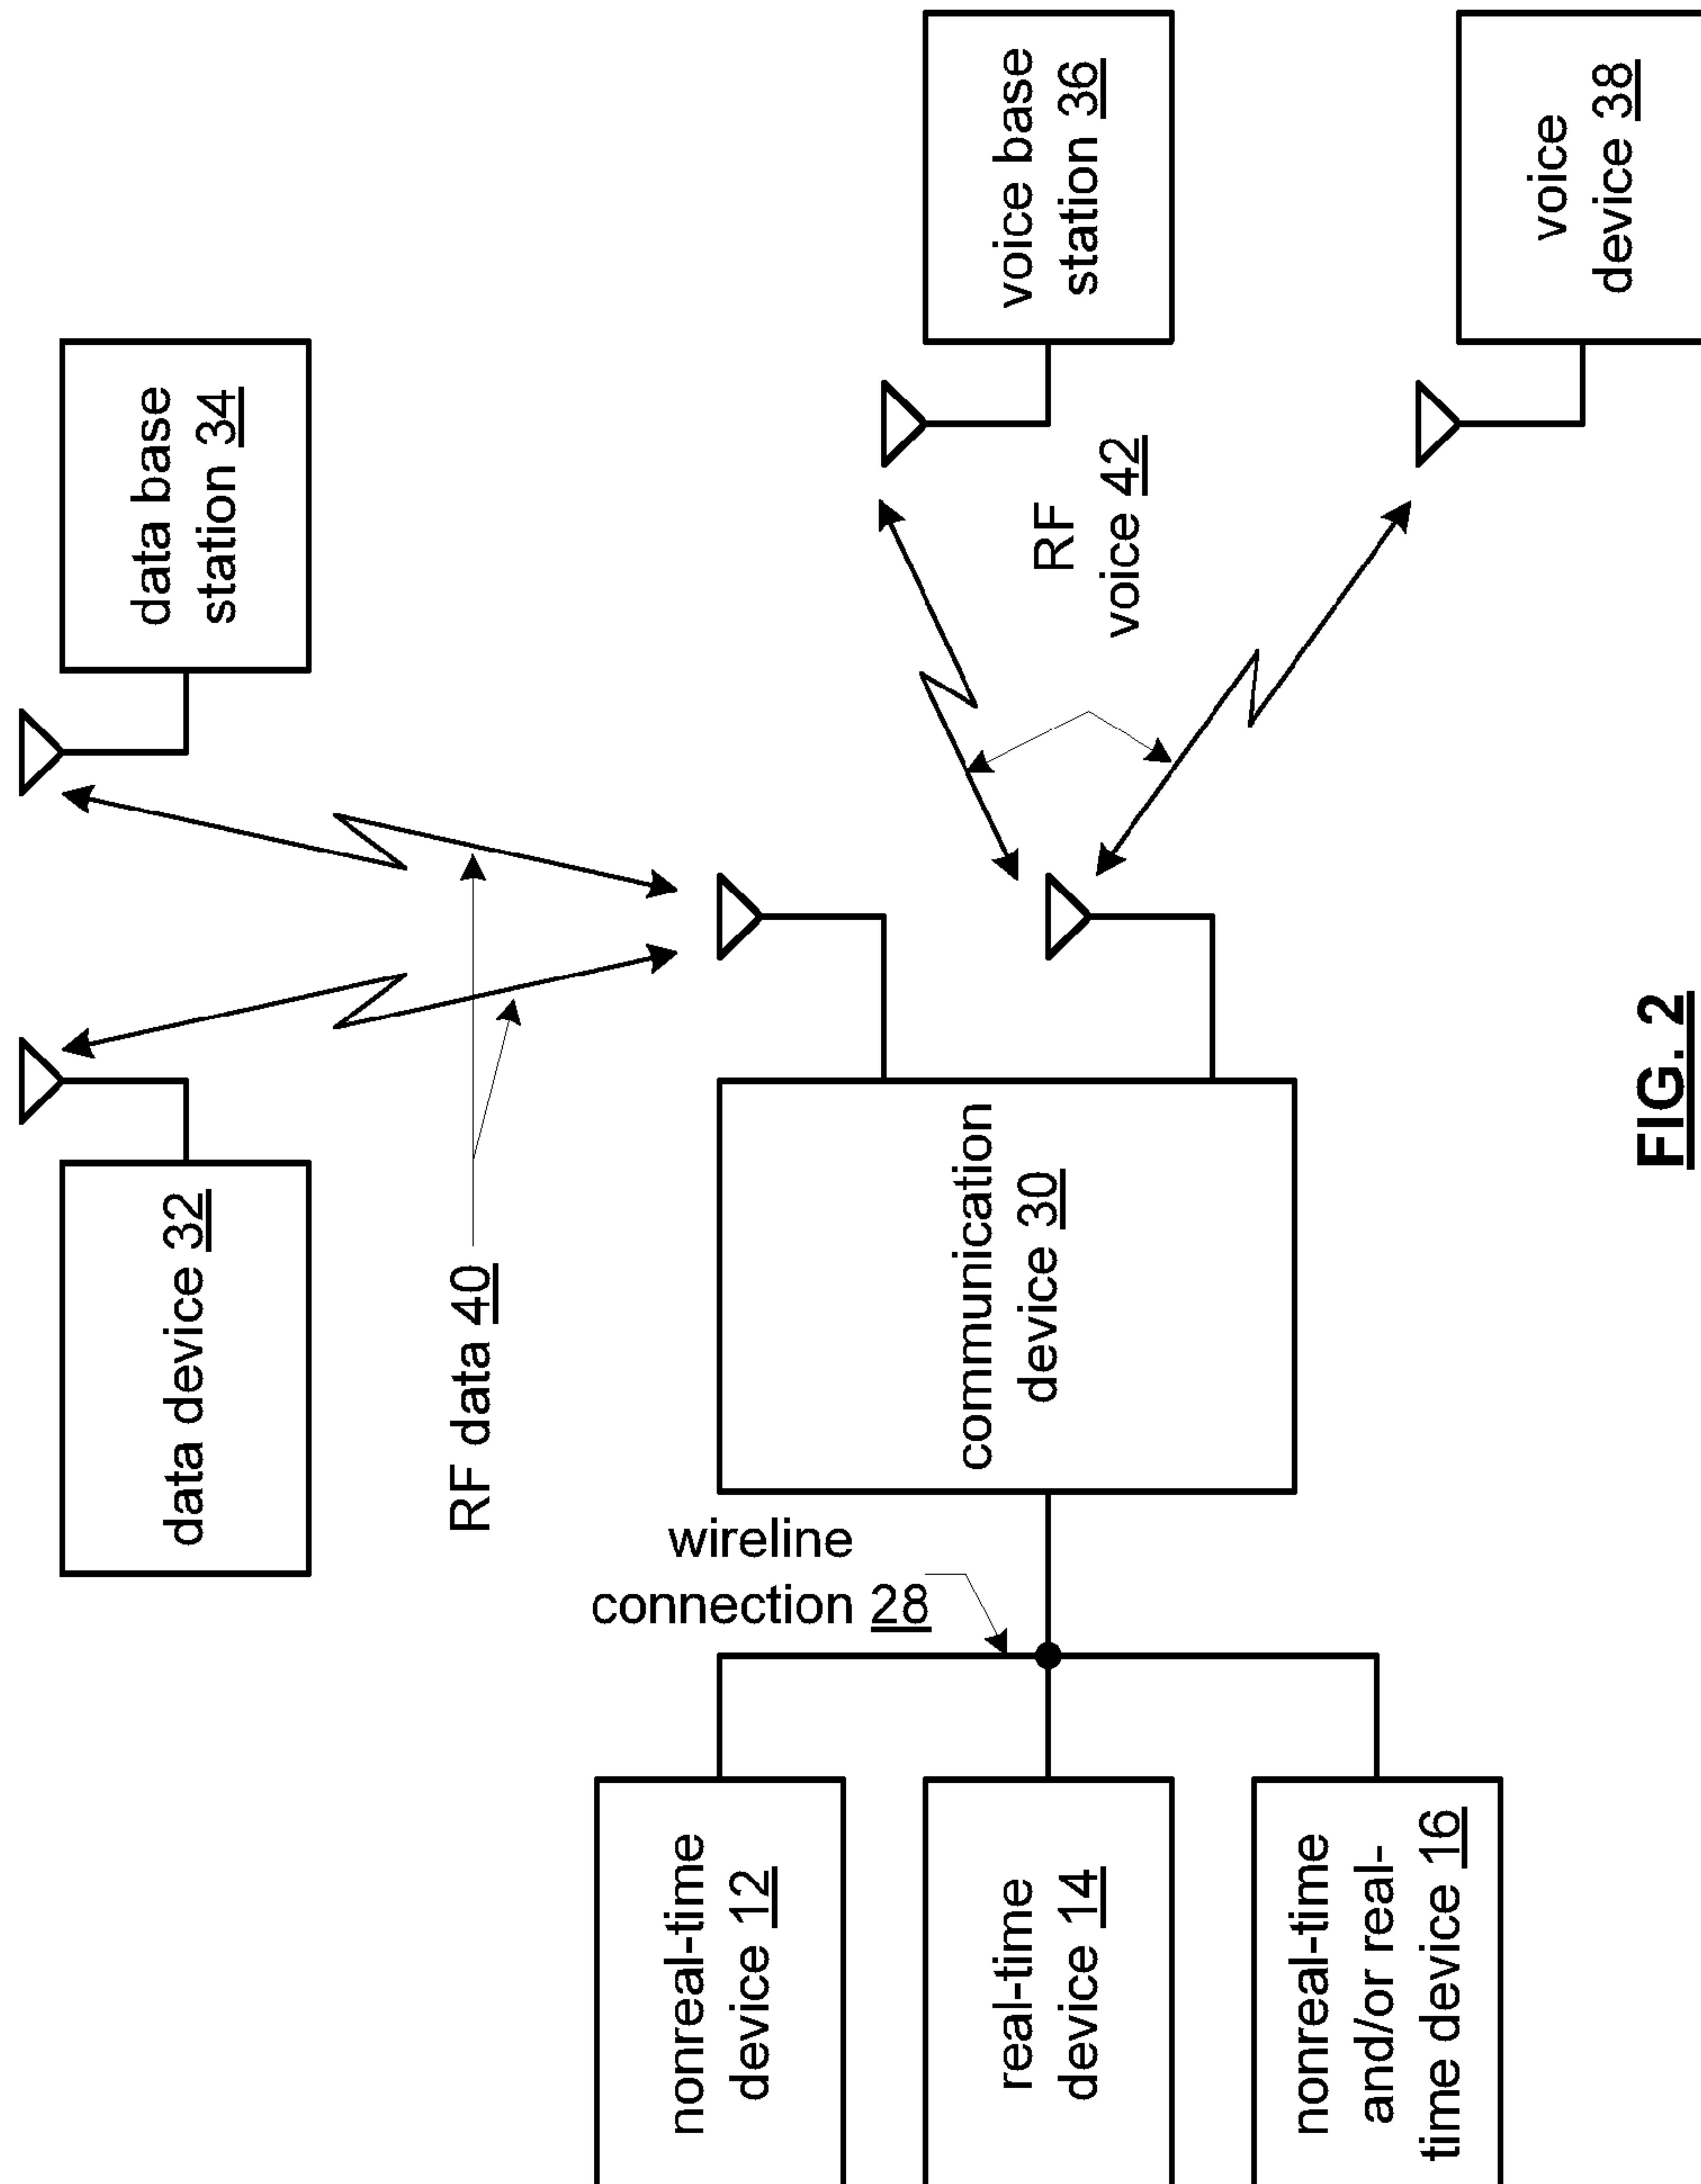 data device 32
data base
station 34
RF data 40
wireline
connection 28
nonreal-time
device 12
real-time
device 14
nonreal-time
and/or real-
time device 16
communication
device 30
RF
voice 42
voice base
station 36
voice
device 38
FIG. 2